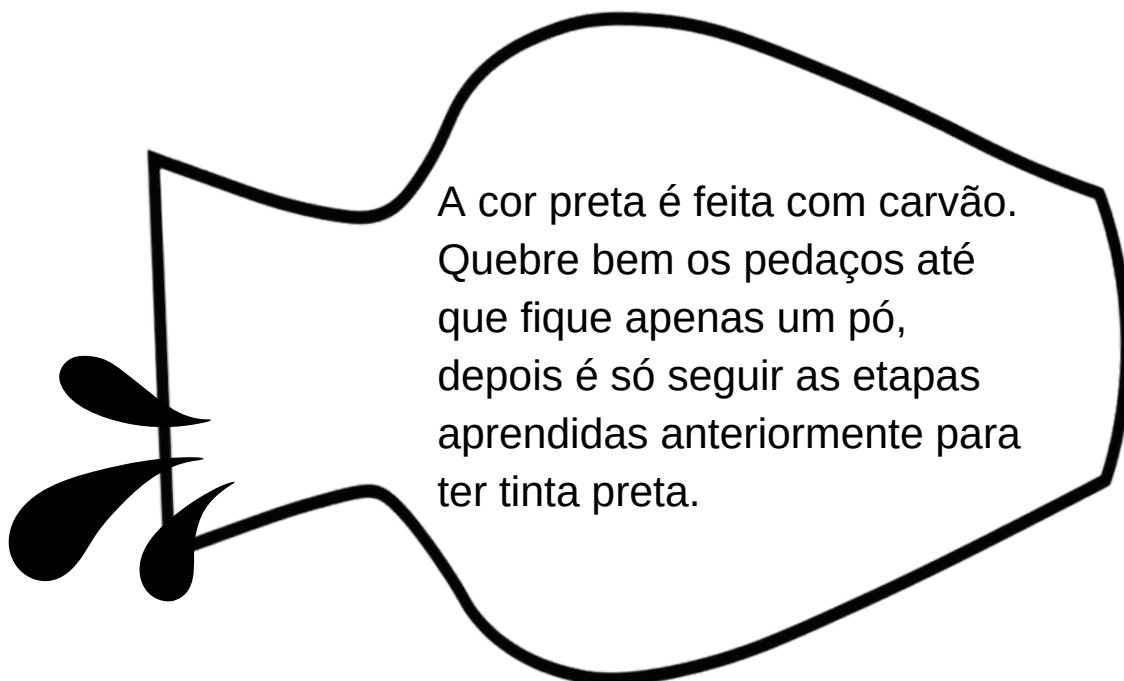 A cor preta é feita com carvão.
Quebre bem os pedaços até
que fique apenas um pó,
depois é só seguir as etapas
aprendidas anteriormente para
ter tinta preta.